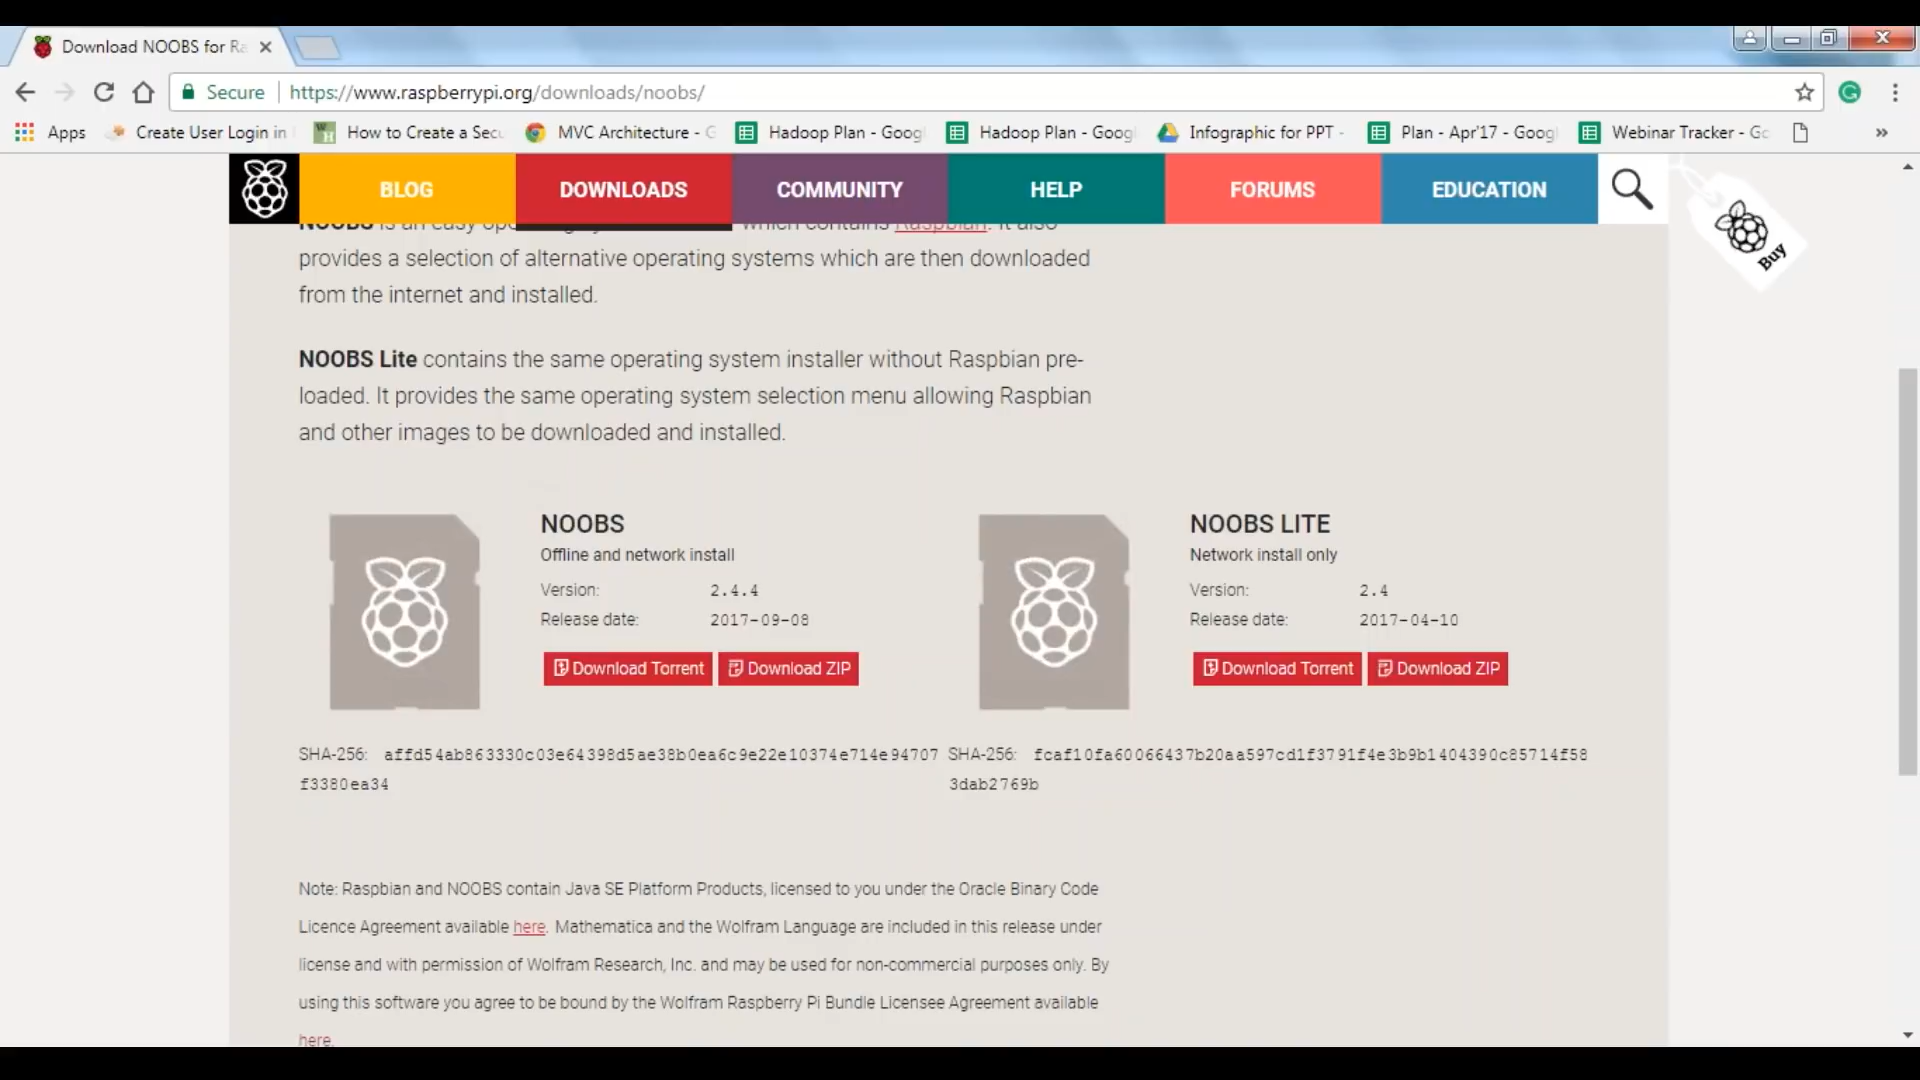 Download NOOBS for Ra
Secure https://www.raspberrypi.org/downloads/noobs/
Apps Create User Login in How to Create a Secu MVC Architecture - G Hadoop Plan - Goog Hadoop Plan - Goog Infographic for PPT - Plan - Apr'17 - Goog Webinar Tracker - Go »
BLOG DOWNLOADS COMMUNITY HELP FORUMS EDUCATION
Buy
NOOBS is an easy which contains Raspbian. It also
provides a selection of alternative operating systems which are then downloaded
from the internet and installed.
NOOBS Lite contains the same operating system installer without Raspbian pre-
loaded. It provides the same operating system selection menu allowing Raspbian
and other images to be downloaded and installed.
NOOBS
Offline and network install
Version: 2.4.4
Release date: 2017-09-08
Download Torrent Download ZIP
SHA-256: affd54ab863330c03e64398d5ae38b0ea6c9e22e10374e714e94707
f3380ea34
NOOBS LITE
Network install only
Version: 2.4
Release date: 2017-04-10
Download Torrent Download ZIP
SHA-256: fcaf10fa60066437b20aa597cd1f3791f4e3b9b1404390c85714f58
3dab2769b
Note: Raspbian and NOOBS contain Java SE Platform Products, licensed to you under the Oracle Binary Code
Licence Agreement available here. Mathematica and the Wolfram Language are included in this release under
license and with permission of Wolfram Research, Inc. and may be used for non-commercial purposes only. By
using this software you agree to be bound by the Wolfram Raspberry Pi Bundle Licensee Agreement available
here.